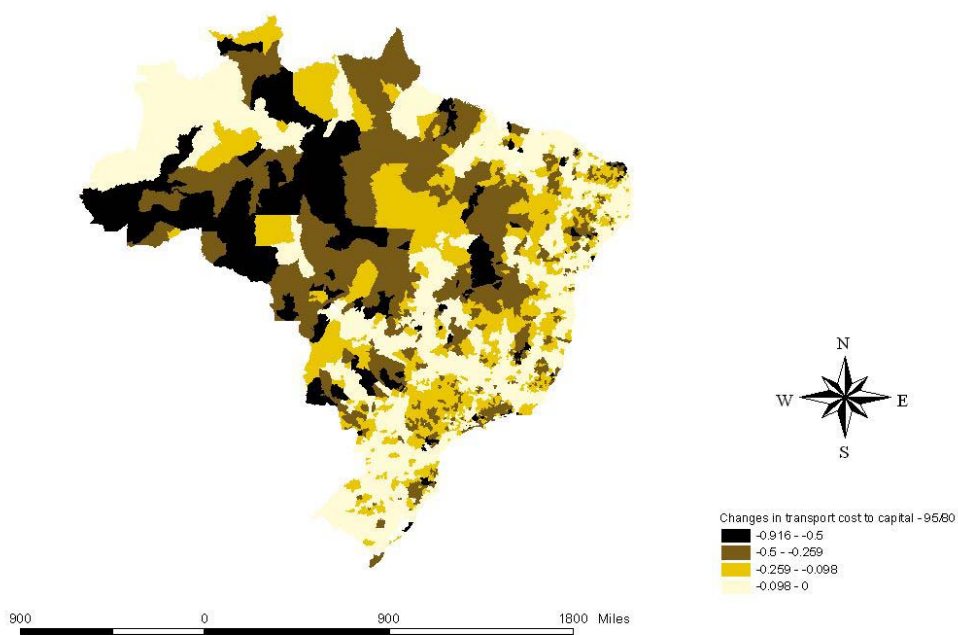 N
W E
S
Changes in transport cost to capital - 95/80
-0.916 - -0.5
-0.5 - -0.259
-0.259 - -0.098
-0.098 - 0
900 0 900 1800 Miles